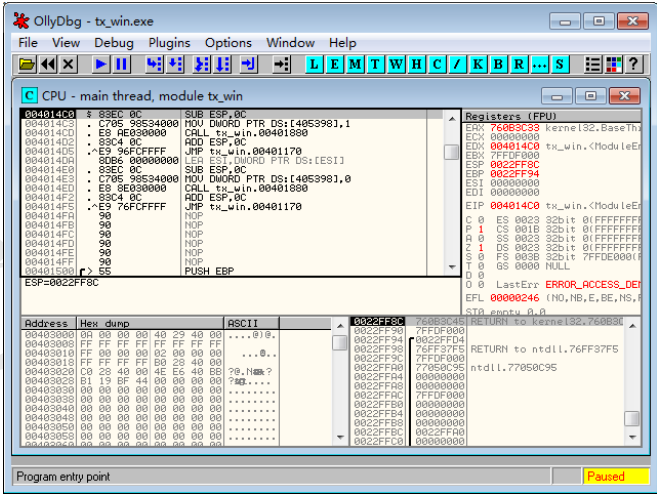 OllyDbg - tx_win.exe
File View Debug Plugins Options Window Help
L E M T W H C / K B R ... S ?
C CPU - main thread, module tx_win
004014C0 $ 83EC 0C SUB ESP,0C
004014C3 . C705 98534000 MOV DWORD PTR DS:[405398],1
004014CD . E8 AE030000 CALL tx_win.00401880
004014D2 . 83C4 0C ADD ESP,0C
004014D5 .^E9 96FCFFFF JMP tx_win.00401170
004014DA 8DB6 00000000 LEA ESI,DWORD PTR DS:[ESI]
004014E0 . 83EC 0C SUB ESP,0C
004014E3 . C705 98534000 MOV DWORD PTR DS:[405398],0
004014ED . E8 8E030000 CALL tx_win.00401880
004014F2 . 83C4 0C ADD ESP,0C
004014F5 .^E9 76FCFFFF JMP tx_win.00401170
004014FA 90 NOP
004014FB 90 NOP
004014FC 90 NOP
004014FD 90 NOP
004014FE 90 NOP
004014FF 90 NOP
00401500 > 55 PUSH EBP
ESP=0022FF8C
Registers (FPU)
EAX 760B3C33 kernel32.BaseThi
ECX 00000000
EDX 004014C0 tx_win.<ModuleEn
EBX 7FFDF000
ESP 0022FF8C
EBP 0022FF94
ESI 00000000
EDI 00000000
EIP 004014C0 tx_win.<ModuleEn
C 0 ES 0023 32bit 0(FFFFFFFF
P 1 CS 001B 32bit 0(FFFFFFFF
A 0 SS 0023 32bit 0(FFFFFFFF
Z 1 DS 0023 32bit 0(FFFFFFFF
S 0 FS 003B 32bit 7FFDE000(F
T 0 GS 0000 NULL
D 0
O 0 LastErr ERROR_ACCESS_DEN
EFL 00000246 (NO,NB,E,BE,NS,F
ST0 empty 0.0
Address Hex dump ASCII
00403000 0A 00 00 00 40 29 40 00 ....@)@.
00403008 FF FF FF FF FF FF FF FF
00403010 FF 00 00 00 02 00 00 00
00403018 FF FF FF FF B0 28 40 00
00403020 C0 28 40 00 4E E6 40 BB
00403028 B1 19 BF 44 00 00 00 00
00403030 00 00 00 00 00 00 00 00 ........
00403038 00 00 00 00 00 00 00 00 ........
00403040 00 00 00 00 00 00 00 00 ........
00403048 00 00 00 00 00 00 00 00 ........
00403050 00 00 00 00 00 00 00 00 ........
00403058 00 00 00 00 00 00 00 00 ........
0022FF8C 760B3C45 RETURN to kernel32.760B3C
0022FF90 7FFDF000
0022FF94 0022FFD4
0022FF98 76FF37F5 RETURN to ntdll.76FF37F5
0022FF9C 7FFDF000
0022FFA0 77050C95 ntdll.77050C95
0022FFA4 00000000
0022FFA8 00000000
0022FFAC 7FFDF000
0022FFB0 00000000
0022FFB4 00000000
0022FFB8 00000000
0022FFBC 0022FFA0
0022FFC0 00000000
Program entry point
Paused